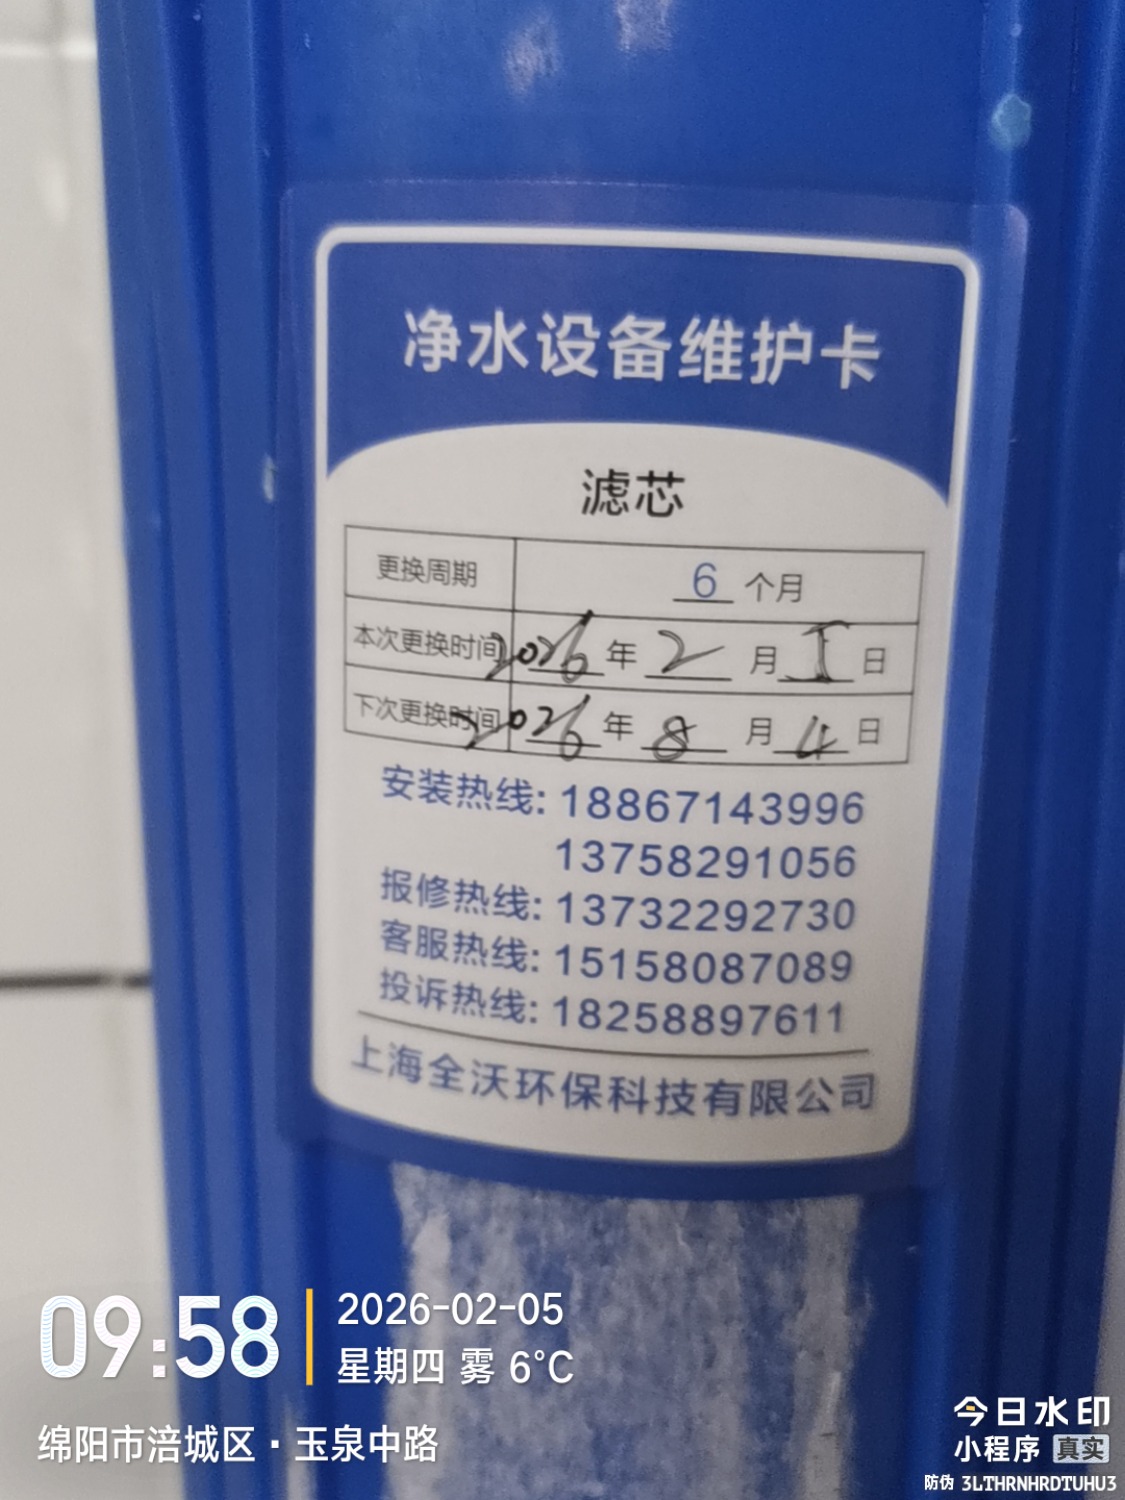 净水设备维护卡
滤芯
更换周期 6 个月
本次更换时间 2026 年 2 月 5 日
下次更换时间 2026 年 8 月 4 日
安装热线: 18867143996
13758291056
报修热线: 13732292730
客服热线: 15158087089
投诉热线: 18258897611
上海全沃环保科技有限公司
09:58
2026-02-05
星期四 雾 6°C
绵阳市涪城区·玉泉中路
今日水印
小程序 真实
防伪 3LTHRNHRDTUHU3